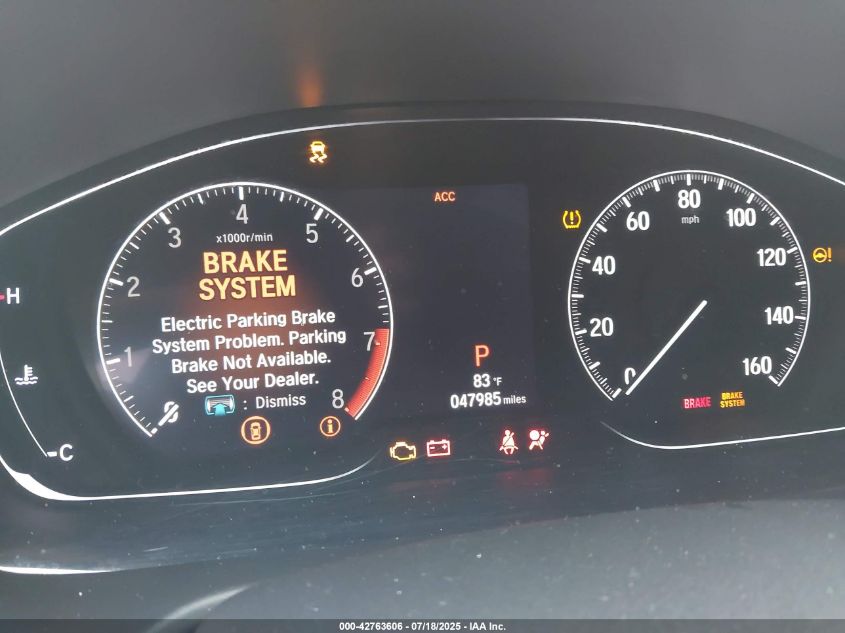 ACC
H
C
x1000r/min
0
1
2
3
4
5
6
7
8
BRAKE
SYSTEM
Electric Parking Brake
System Problem. Parking
Brake Not Available.
See Your Dealer.
: Dismiss
P
83 °F
047985 miles
mph
0
20
40
60
80
100
120
140
160
BRAKE
BRAKE
SYSTEM
000-42763606 - 07/18/2025 - IAA Inc.